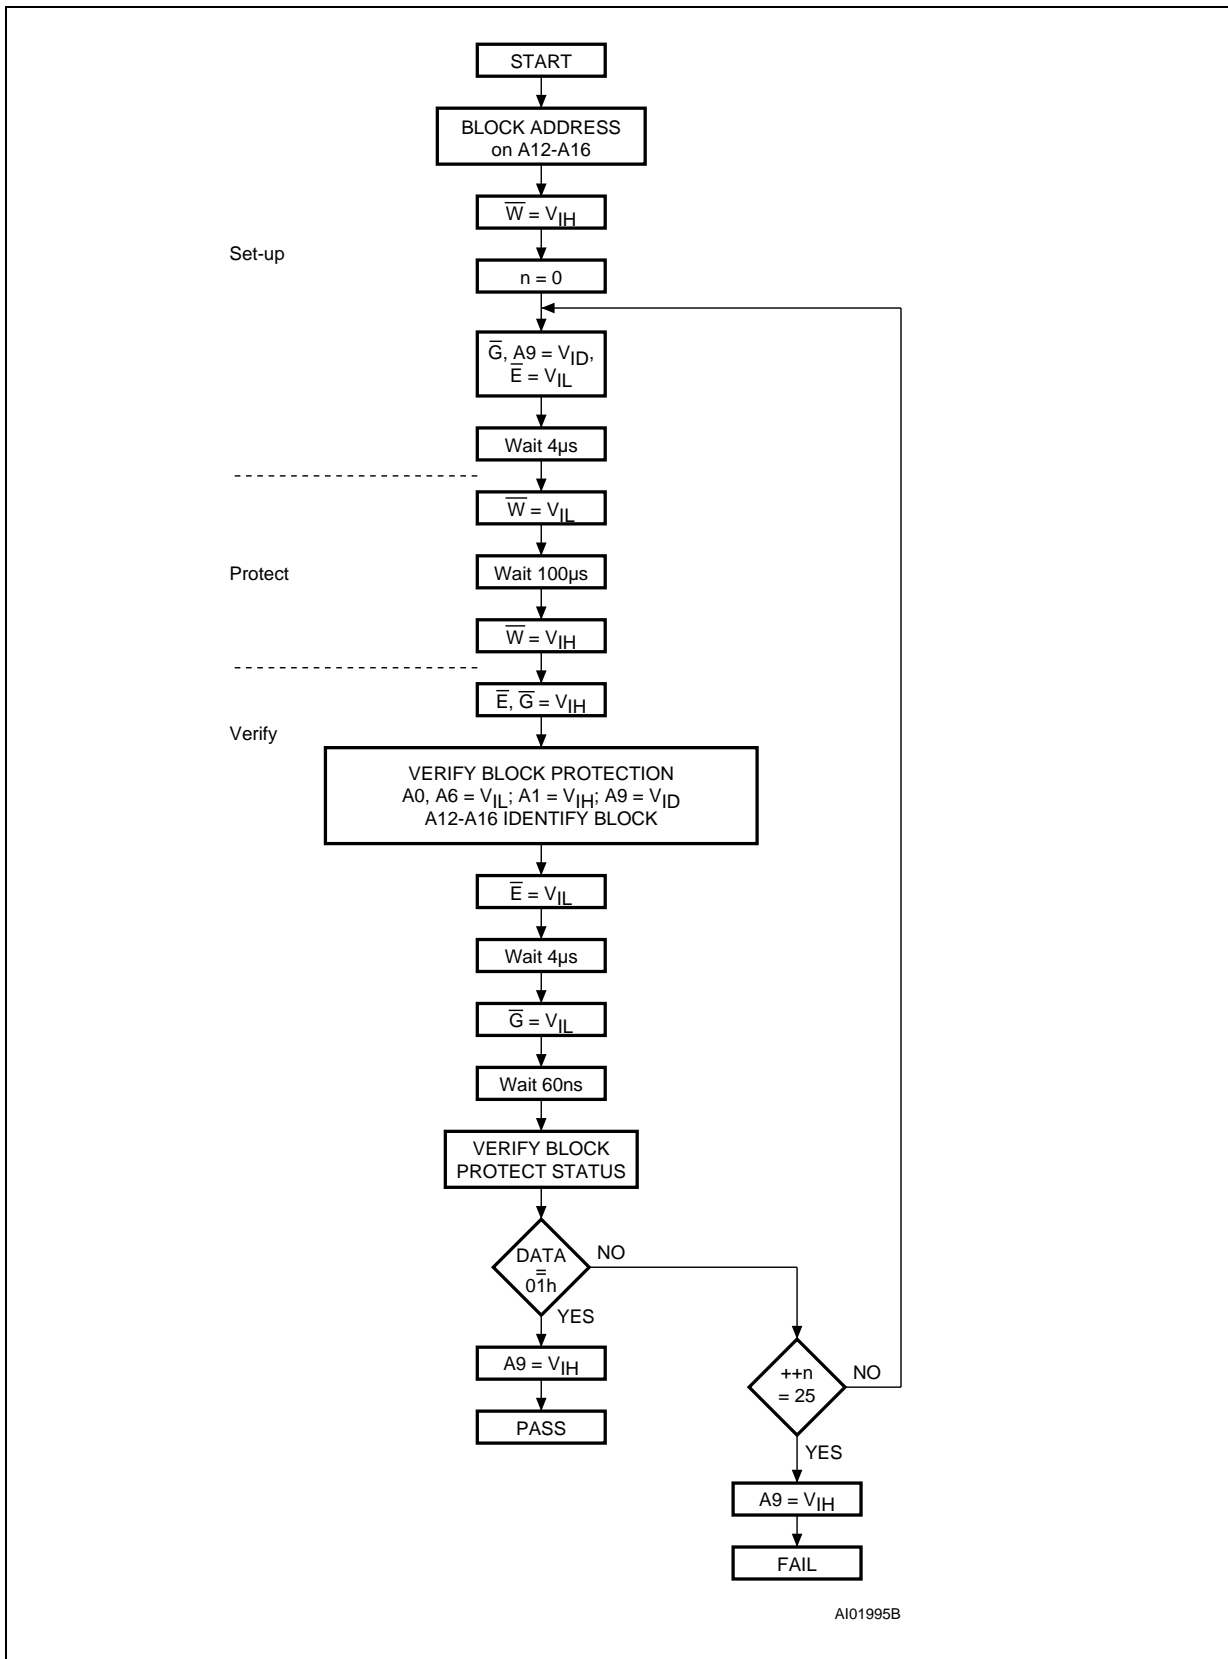 START
BLOCK ADDRESS
on A12-A16
W̅ = VIH
Set-up
n = 0
G̅, A9 = VID,
E̅ = VIL
Wait 4µs
W̅ = VIL
Protect
Wait 100µs
W̅ = VIH
E̅, G̅ = VIH
Verify
VERIFY BLOCK PROTECTION
A0, A6 = VIL; A1 = VIH; A9 = VID
A12-A16 IDENTIFY BLOCK
E̅ = VIL
Wait 4µs
G̅ = VIL
Wait 60ns
VERIFY BLOCK
PROTECT STATUS
DATA
=
01h
NO
YES
A9 = VIH
PASS
++n
= 25
NO
YES
A9 = VIH
FAIL
AI01995B